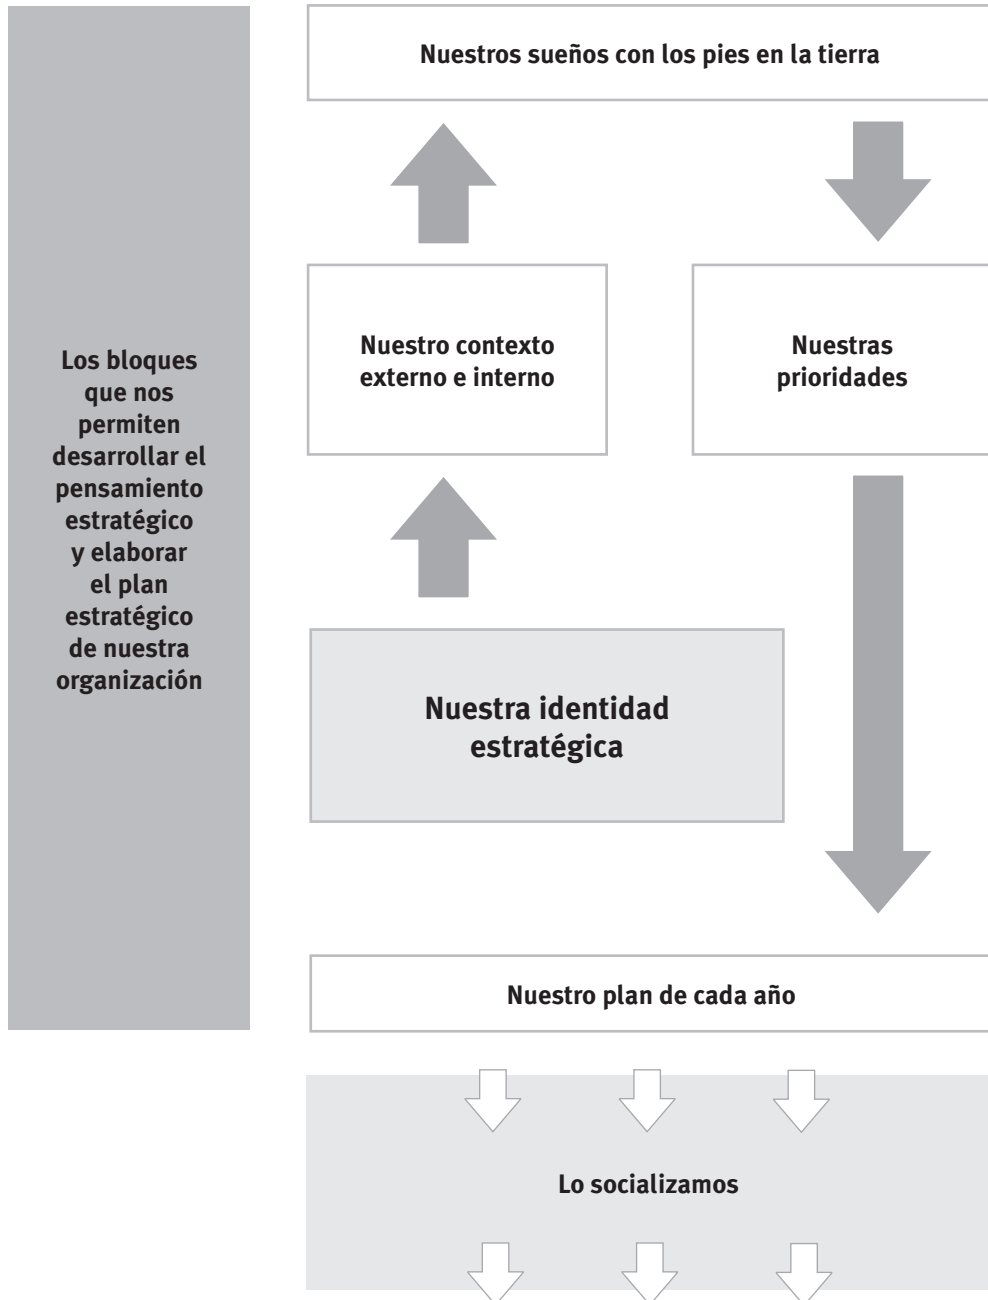 Nuestros sueños con los pies en la tierra
Los bloques
que nos
permiten
desarrollar el
pensamiento
estratégico
y elaborar
el plan
estratégico
de nuestra
organización
Nuestro contexto
externo e interno
Nuestras
prioridades
Nuestra identidad
estratégica
Nuestro plan de cada año
Lo socializamos